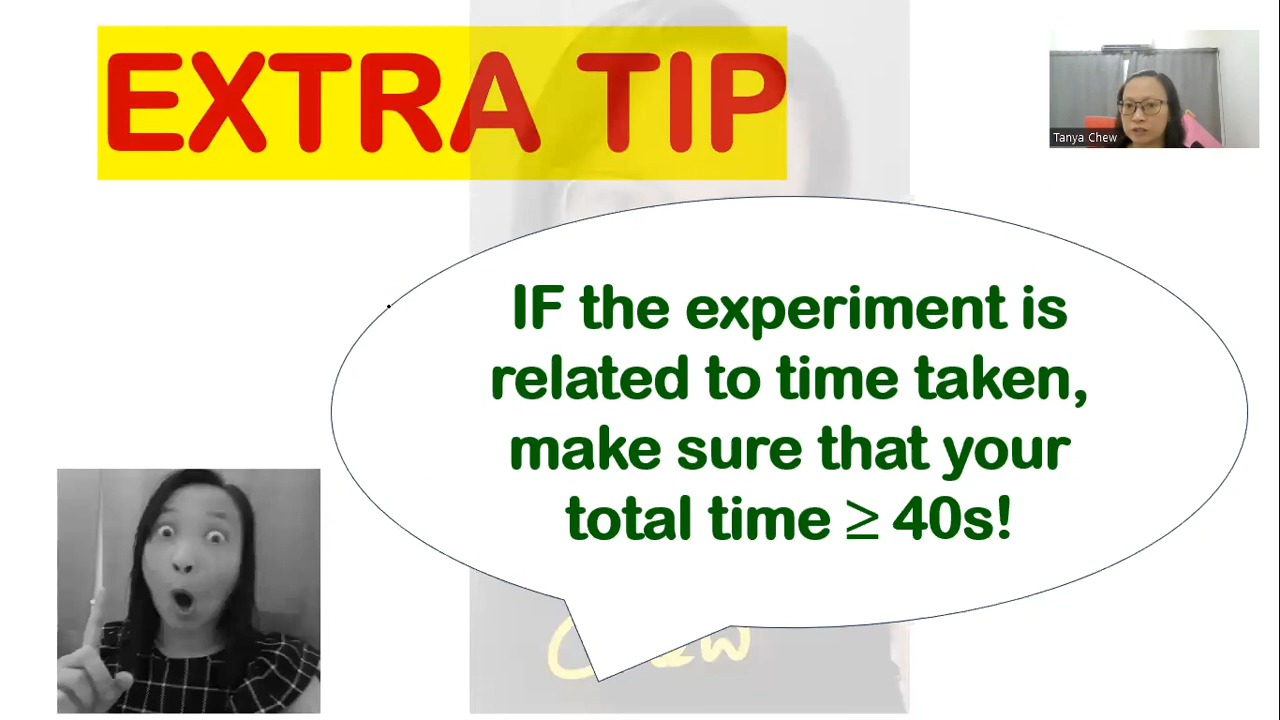 EXTRA TIP
Tanya Chew
IF the experiment is
related to time taken,
make sure that your
total time ≥ 40s!
Chew